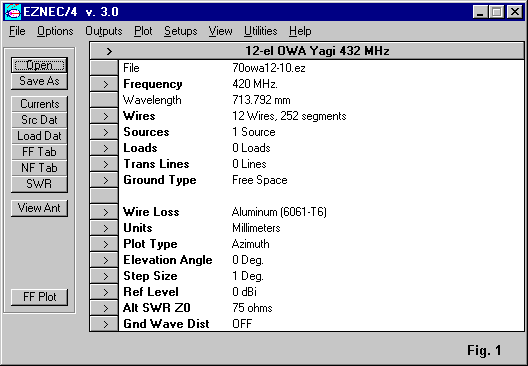 EZNEC/4 v. 3.0
File Options Outputs Plot Setups View Utilities Help
> 12-el OWA Yagi 432 MHz
Open
Save As
Currents
Src Dat
Load Dat
FF Tab
NF Tab
SWR
View Ant
FF Plot
File 70owa12-10.ez
> Frequency 420 MHz.
Wavelength 713.792 mm
> Wires 12 Wires, 252 segments
> Sources 1 Source
> Loads 0 Loads
> Trans Lines 0 Lines
> Ground Type Free Space
> Wire Loss Aluminum (6061-T6)
> Units Millimeters
> Plot Type Azimuth
> Elevation Angle 0 Deg.
> Step Size 1 Deg.
> Ref Level 0 dBi
> Alt SWR Z0 75 ohms
> Gnd Wave Dist OFF
Fig. 1